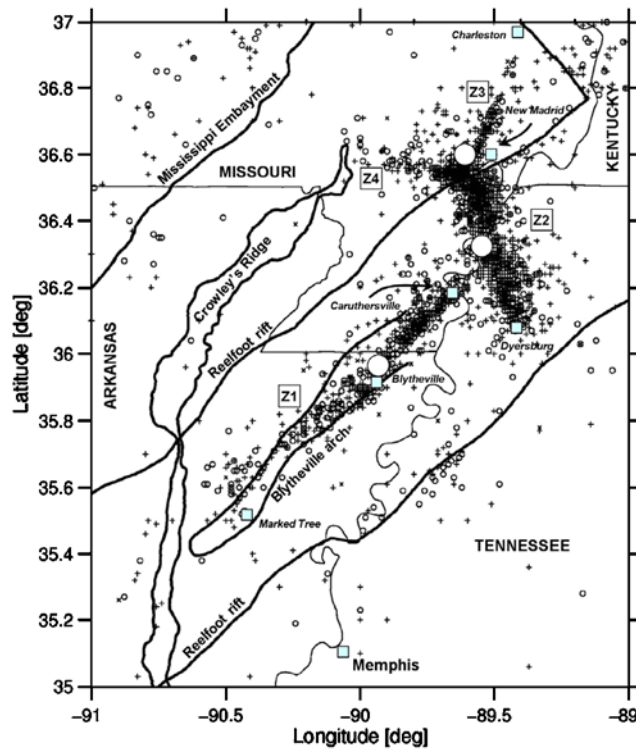 37
36.8
36.6
36.4
36.2
36
35.8
35.6
35.4
35.2
35
Latitude [deg]
−91
−90.5
−90
−89.5
−89
Longitude [deg]
Charleston
Z3
New Madrid
KENTUCKY
Mississippi Embayment
MISSOURI
Z4
Z2
Crowley's Ridge
Caruthersville
Reelfoot rift
Dyersburg
ARKANSAS
Blytheville
Z1
Blytheville arch
Marked Tree
TENNESSEE
Reelfoot rift
Memphis